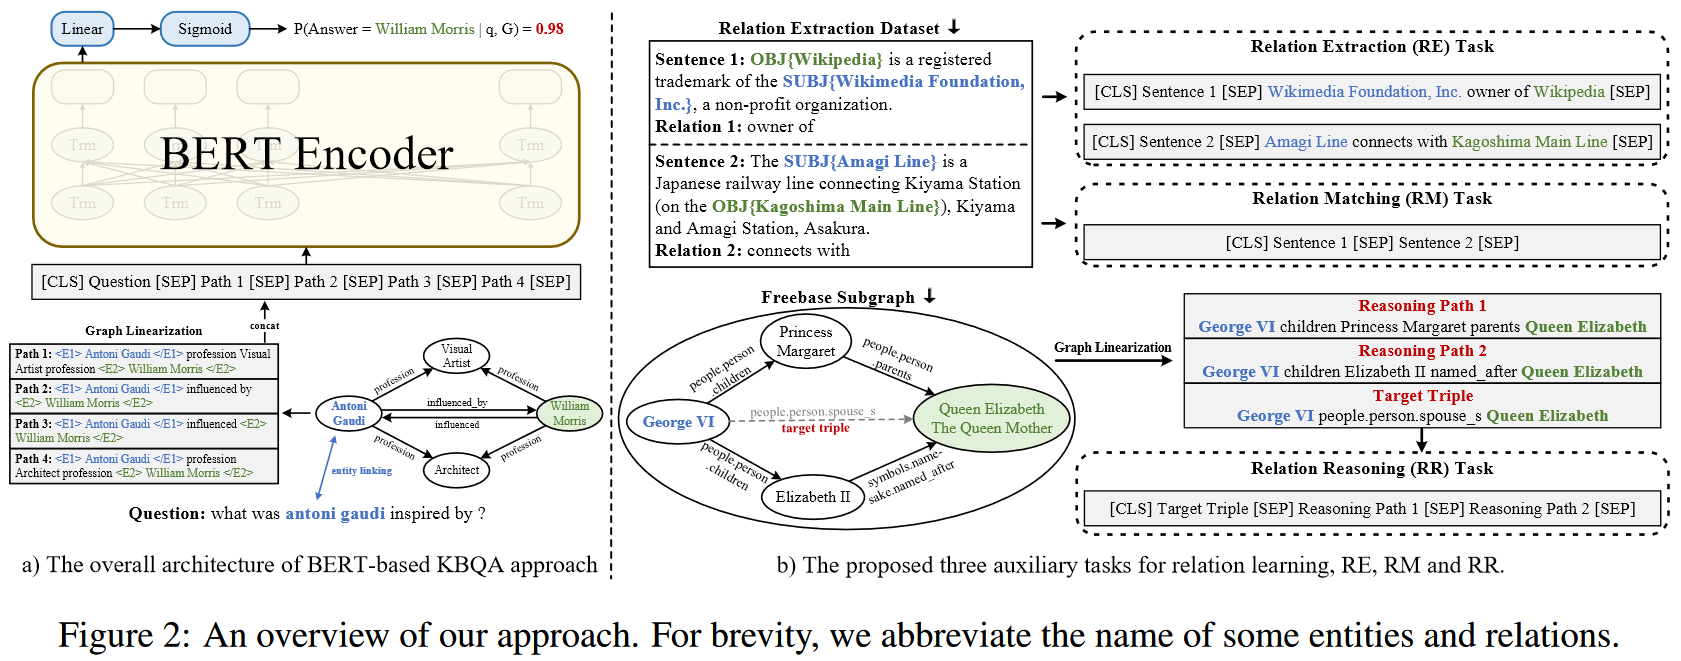 Linear
Sigmoid
P(Answer = William Morris | q, G) = 0.98
Trm Trm Trm Trm
BERT Encoder
Trm Trm Trm Trm
[CLS] Question [SEP] Path 1 [SEP] Path 2 [SEP] Path 3 [SEP] Path 4 [SEP]
Graph Linearization
concat
Path 1: <E1> Antoni Gaudi </E1> profession Visual
Artist profession <E2> William Morris </E2>
Path 2: <E1> Antoni Gaudi </E1> influenced by
<E2> William Morris </E2>
Path 3: <E1> Antoni Gaudi </E1> influenced <E2>
William Morris </E2>
Path 4: <E1> Antoni Gaudi </E1> profession
Architect profession <E2> William Morris </E2>
Visual
Artist
profession
profession
Antoni
Gaudi
influenced_by
influenced
William
Morris
profession
profession
Architect
entity linking
Question: what was antoni gaudi inspired by ?
a) The overall architecture of BERT-based KBQA approach
Relation Extraction Dataset
Sentence 1: OBJ{Wikipedia} is a registered
trademark of the SUBJ{Wikimedia Foundation,
Inc.}, a non-profit organization.
Relation 1: owner of
Sentence 2: The SUBJ{Amagi Line} is a
Japanese railway line connecting Kiyama Station
(on the OBJ{Kagoshima Main Line}), Kiyama
and Amagi Station, Asakura.
Relation 2: connects with
Relation Extraction (RE) Task
[CLS] Sentence 1 [SEP] Wikimedia Foundation, Inc. owner of Wikipedia [SEP]
[CLS] Sentence 2 [SEP] Amagi Line connects with Kagoshima Main Line [SEP]
Relation Matching (RM) Task
[CLS] Sentence 1 [SEP] Sentence 2 [SEP]
Freebase Subgraph
Princess
Margaret
people.person
.children
people.person
.parents
George VI
people.person.spouse_s
target triple
Queen Elizabeth
The Queen Mother
people.person
.children
symbols.name-
sake.named_after
Elizabeth II
Graph Linearization
Reasoning Path 1
George VI children Princess Margaret parents Queen Elizabeth
Reasoning Path 2
George VI children Elizabeth II named_after Queen Elizabeth
Target Triple
George VI people.person.spouse_s Queen Elizabeth
Relation Reasoning (RR) Task
[CLS] Target Triple [SEP] Reasoning Path 1 [SEP] Reasoning Path 2 [SEP]
b) The proposed three auxiliary tasks for relation learning, RE, RM and RR.
Figure 2: An overview of our approach. For brevity, we abbreviate the name of some entities and relations.